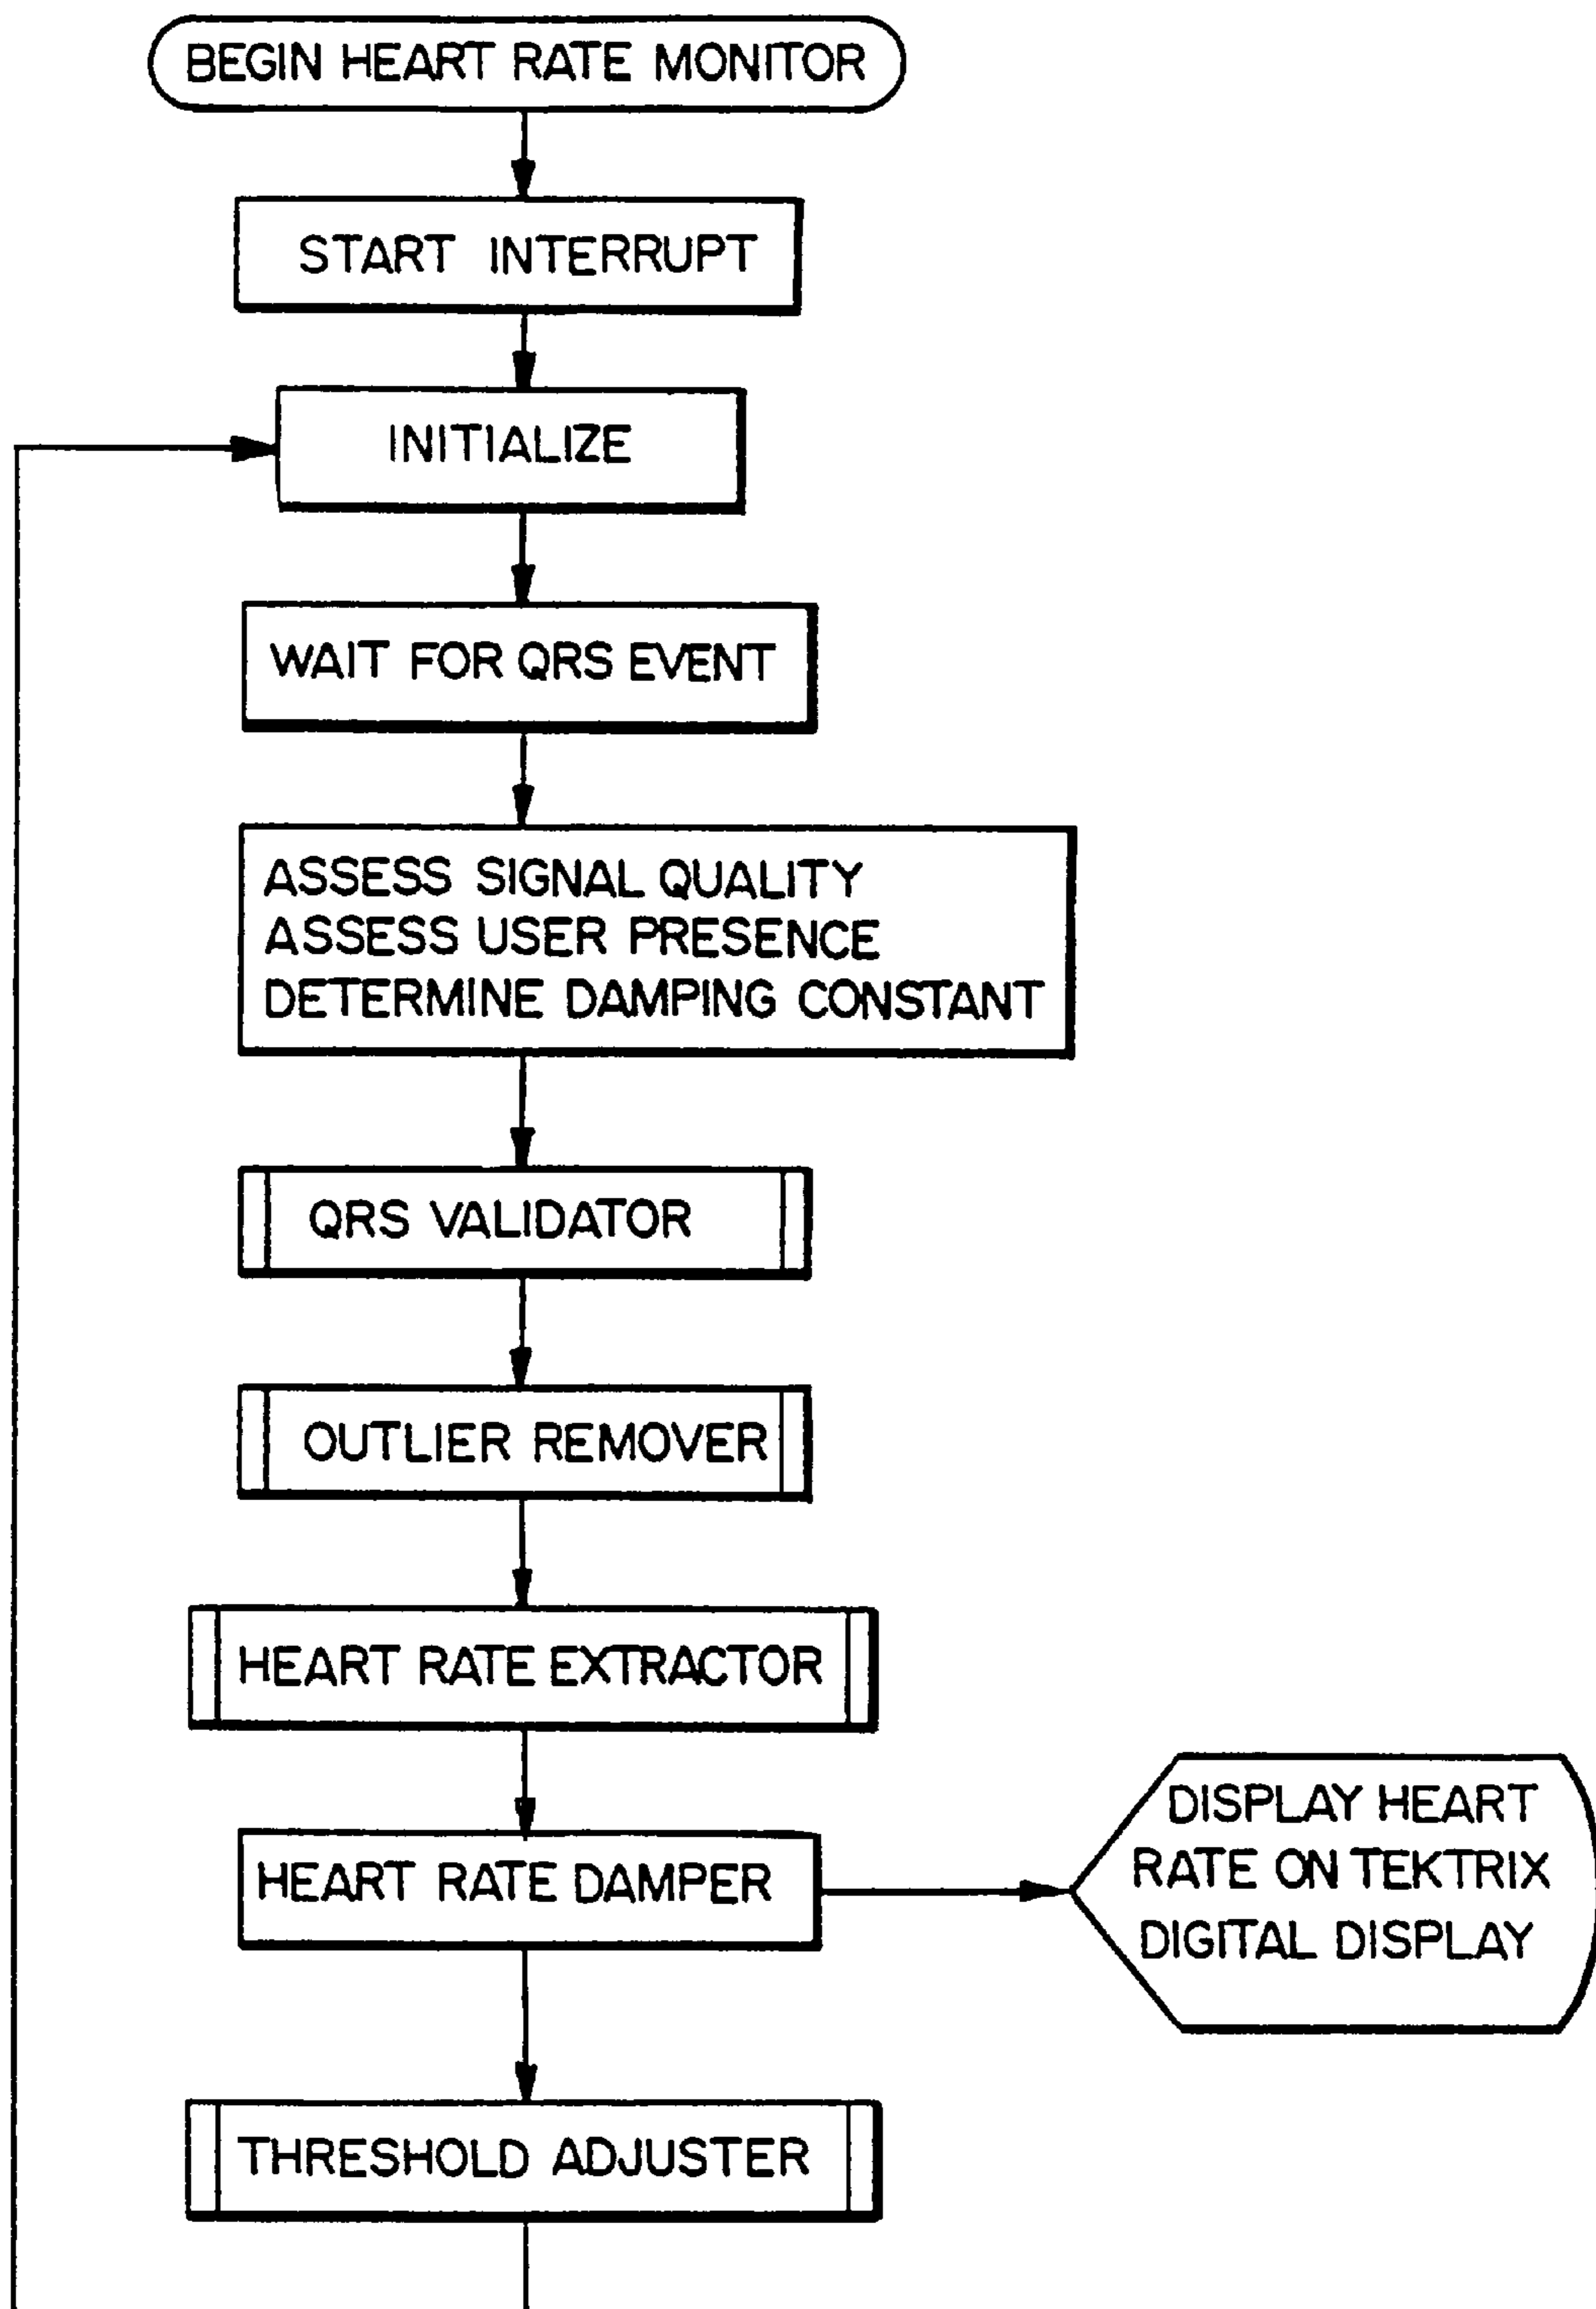 BEGIN HEART RATE MONITOR
START INTERRUPT
INITIALIZE
WAIT FOR QRS EVENT
ASSESS SIGNAL QUALITY
ASSESS USER PRESENCE
DETERMINE DAMPING CONSTANT
QRS VALIDATOR
OUTLIER REMOVER
HEART RATE EXTRACTOR
HEART RATE DAMPER
DISPLAY HEART
RATE ON TEKTRIX
DIGITAL DISPLAY
THRESHOLD ADJUSTER